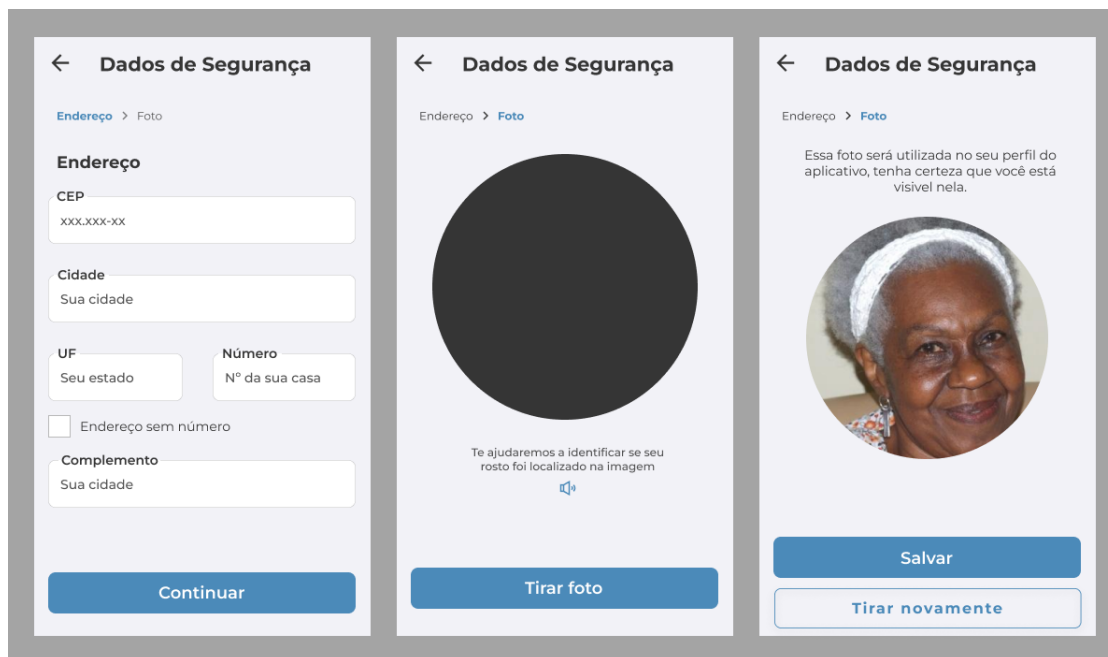 Dados de Segurança
Endereço > Foto
Endereço
CEP
xxx.xxx-xx
Cidade
Sua cidade
UF
Seu estado
Número
Nº da sua casa
Endereço sem número
Complemento
Sua cidade
Continuar
Dados de Segurança
Endereço > Foto
Te ajudaremos a identificar se seu
rosto foi localizado na imagem
Tirar foto
Dados de Segurança
Endereço > Foto
Essa foto será utilizada no seu perfil do
aplicativo, tenha certeza que você está
visivel nela.
Salvar
Tirar novamente